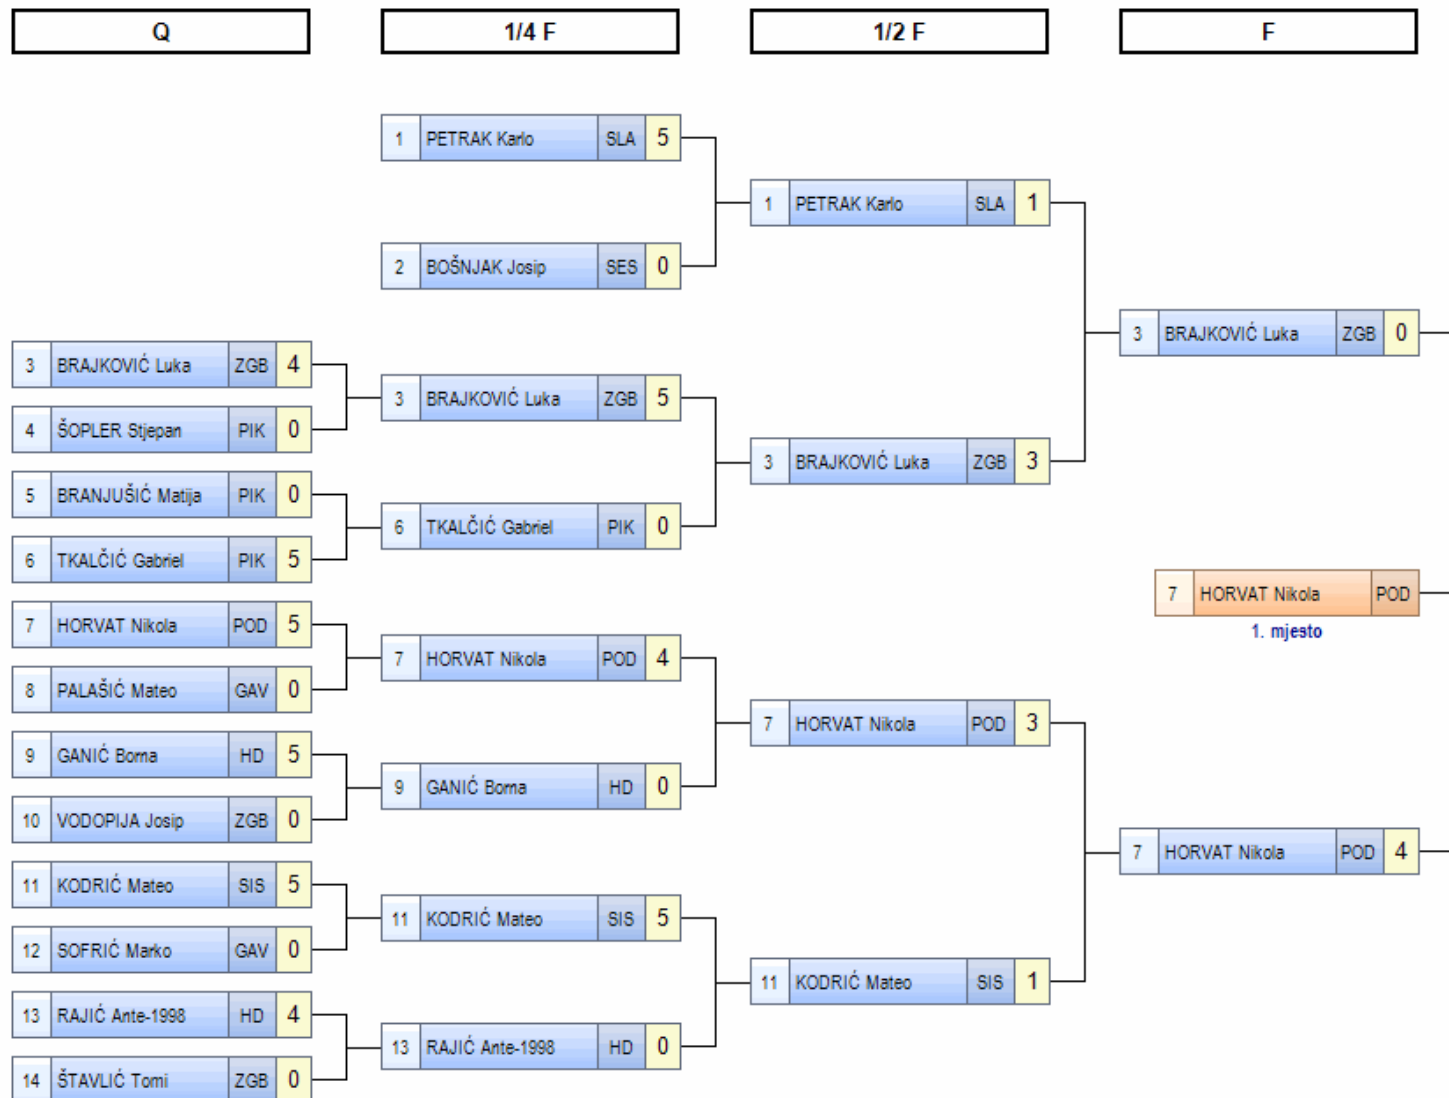 Q 1/4 F 1/2 F F
1 PETRAK Karlo SLA 5
1 PETRAK Karlo SLA 1
2 BOŠNJAK Josip SES 0
3 BRAJKOVIĆ Luka ZGB 0
3 BRAJKOVIĆ Luka ZGB 4
3 BRAJKOVIĆ Luka ZGB 5
4 ŠOPLER Stjepan PIK 0
3 BRAJKOVIĆ Luka ZGB 3
5 BRANJUŠIĆ Matija PIK 0
6 TKALČIĆ Gabriel PIK 0
6 TKALČIĆ Gabriel PIK 5
7 HORVAT Nikola POD
1. mjesto
7 HORVAT Nikola POD 5
7 HORVAT Nikola POD 4
8 PALAŠIĆ Mateo GAV 0
7 HORVAT Nikola POD 3
9 GANIĆ Borna HD 5
9 GANIĆ Borna HD 0
10 VODOPIJA Josip ZGB 0
7 HORVAT Nikola POD 4
11 KODRIĆ Mateo SIS 5
11 KODRIĆ Mateo SIS 5
12 SOFRIĆ Marko GAV 0
11 KODRIĆ Mateo SIS 1
13 RAJIĆ Ante-1998 HD 4
13 RAJIĆ Ante-1998 HD 0
14 ŠTAVLIĆ Tomi ZGB 0